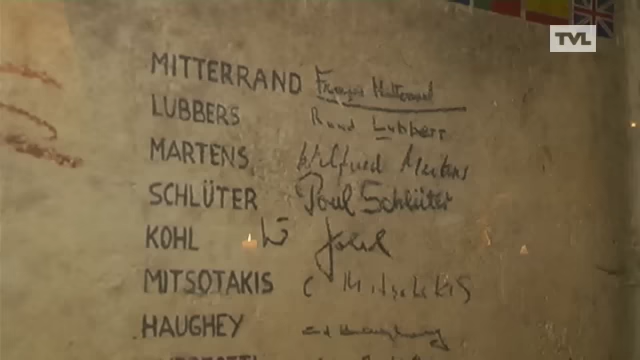 TVL
MITTERRAND François Mitterrand
LUBBERS Ruud Lubbers
MARTENS Wilfried Martens
SCHLÜTER Poul Schlüter
KOHL
MITSOTAKIS C Mitsotakis
HAUGHEY